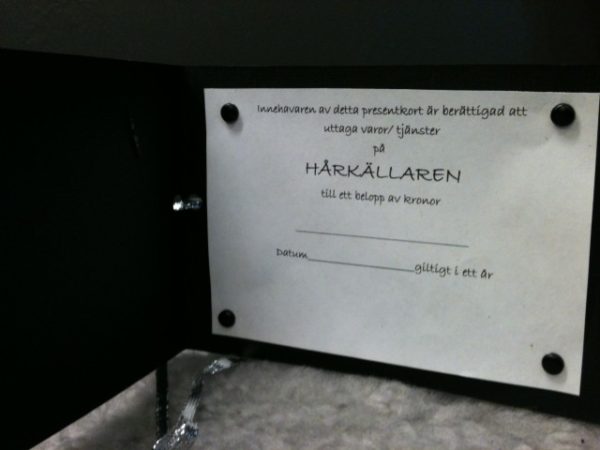 Innehavaren av detta presentkort är berättigad att
uttaga varor/tjänster
på
HÅRKÄLLAREN
till ett belopp av kronor
Datum giltigt i ett år